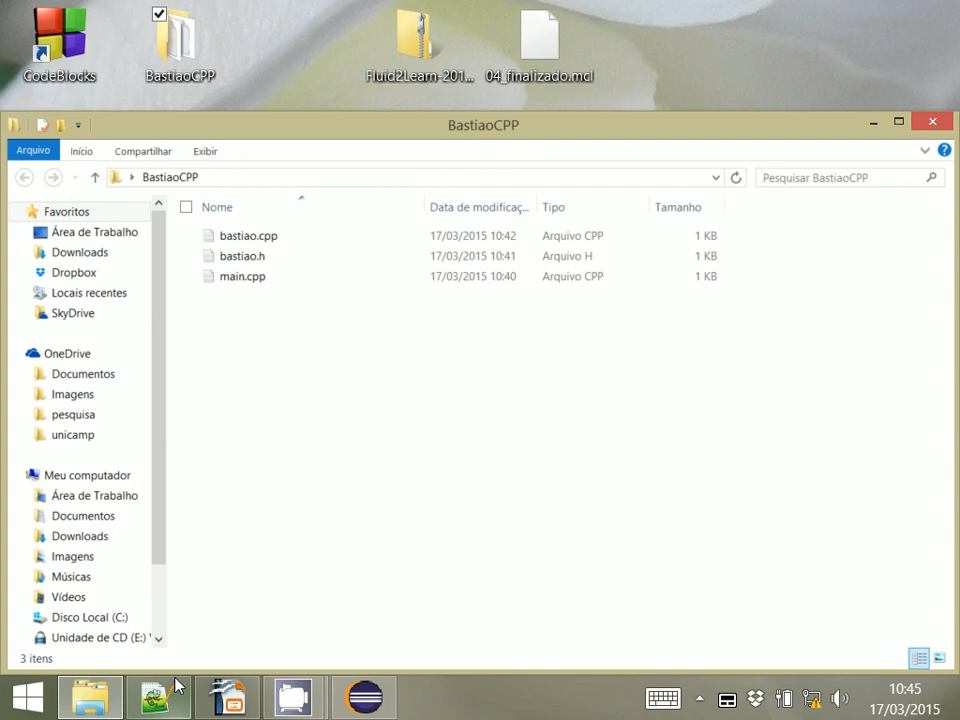 CodeBlocks
BastiaoCPP
Fluid2Learn-201...
04_finalizado.mcl
BastiaoCPP
Arquivo
Início
Compartilhar
Exibir
BastiaoCPP
Pesquisar BastiaoCPP
Favoritos
Área de Trabalho
Downloads
Dropbox
Locais recentes
SkyDrive
OneDrive
Documentos
Imagens
pesquisa
unicamp
Meu computador
Área de Trabalho
Documentos
Downloads
Imagens
Músicas
Vídeos
Disco Local (C:)
Unidade de CD (E:)
Nome Data de modificaç... Tipo Tamanho
bastiao.cpp 17/03/2015 10:42 Arquivo CPP 1 KB
bastiao.h 17/03/2015 10:41 Arquivo H 1 KB
main.cpp 17/03/2015 10:40 Arquivo CPP 1 KB
3 itens
10:45
17/03/2015